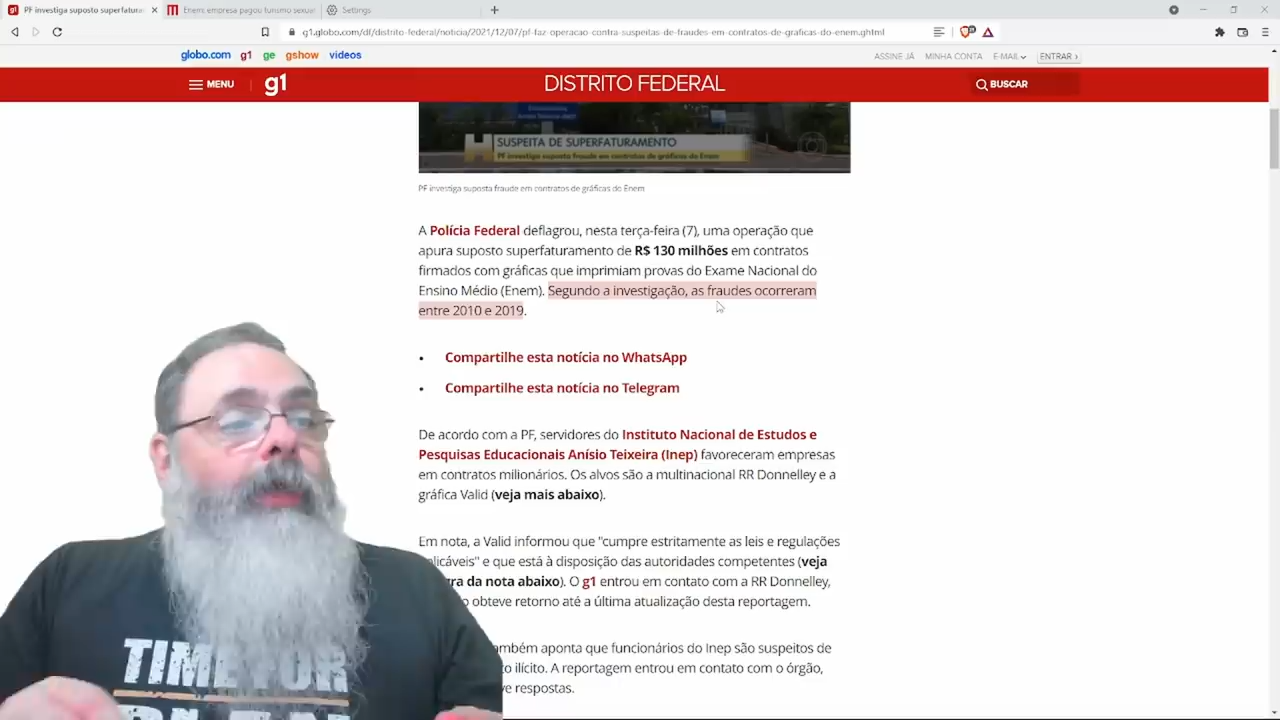 PF investiga suposto superfatura
Enem: empresa pagou turismo sexual
Settings
g1.globo.com/df/distrito-federal/noticia/2021/12/07/pf-faz-operacao-contra-suspeitas-de-fraudes-em-contratos-de-graficas-do-enem.ghtml
globo.com g1 ge gshow videos
ASSINE JÁ MINHA CONTA E-MAIL ENTRAR ›
MENU g1 DISTRITO FEDERAL BUSCAR
H SUSPEITA DE SUPERFATURAMENTO
PF investiga suposta fraude em contratos de gráficas do Enem
PF investiga suposta fraude em contratos de gráficas do Enem
A Polícia Federal deflagrou, nesta terça-feira (7), uma operação que
apura suposto superfaturamento de R$ 130 milhões em contratos
firmados com gráficas que imprimiam provas do Exame Nacional do
Ensino Médio (Enem). Segundo a investigação, as fraudes ocorreram
entre 2010 e 2019.
• Compartilhe esta notícia no WhatsApp
• Compartilhe esta notícia no Telegram
De acordo com a PF, servidores do Instituto Nacional de Estudos e
Pesquisas Educacionais Anísio Teixeira (Inep) favoreceram empresas
em contratos milionários. Os alvos são a multinacional RR Donnelley e a
gráfica Valid (veja mais abaixo).
Em nota, a Valid informou que "cumpre estritamente as leis e regulações
licáveis" e que está à disposição das autoridades competentes (veja
ra da nota abaixo). O g1 entrou em contato com a RR Donnelley,
o obteve retorno até a última atualização desta reportagem.
mbém aponta que funcionários do Inep são suspeitos de
to ilícito. A reportagem entrou em contato com o órgão,
ve respostas.
TIME FOR
PLAN